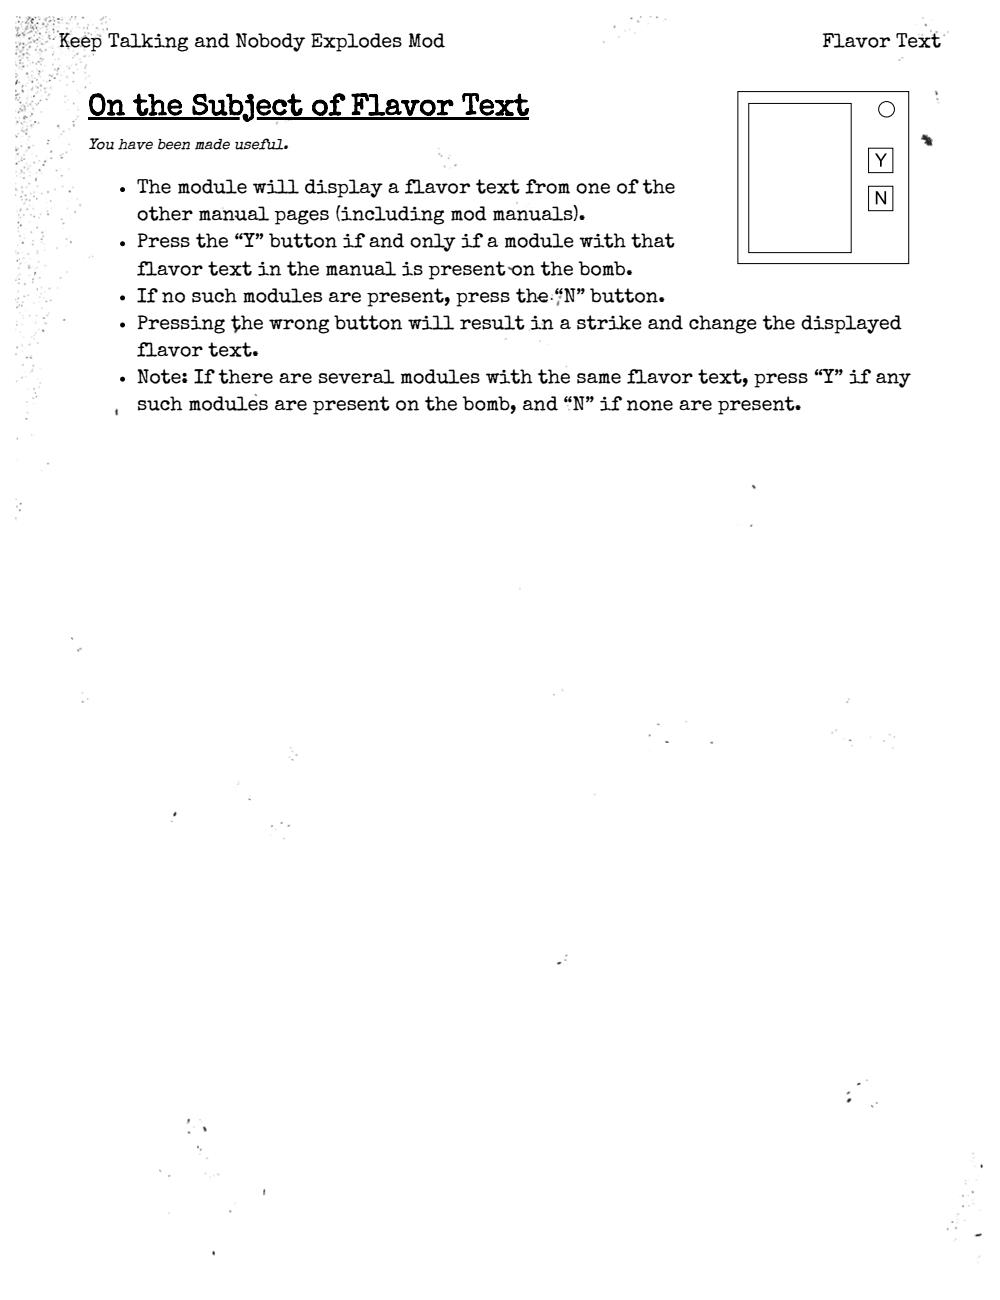 Keep Talking and Nobody Explodes Mod
Flavor Text
On the Subject of Flavor Text
You have been made useful.
• The module will display a flavor text from one of the
other manual pages (including mod manuals).
• Press the “Y” button if and only if a module with that
flavor text in the manual is present on the bomb.
• If no such modules are present, press the “N” button.
• Pressing the wrong button will result in a strike and change the displayed
flavor text.
• Note: If there are several modules with the same flavor text, press “Y” if any
such modules are present on the bomb, and “N” if none are present.
Y
N